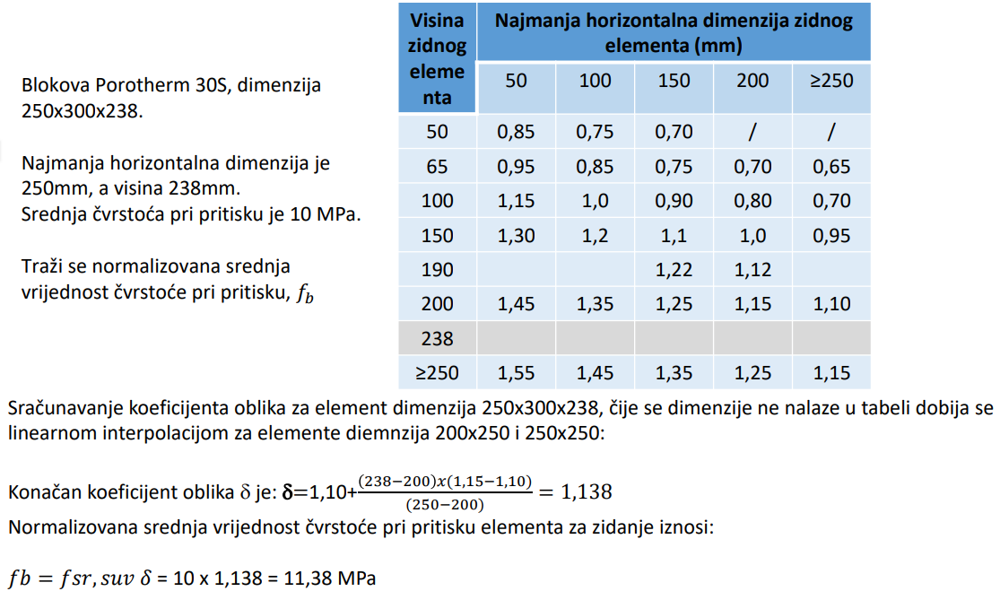 Blokova Porotherm 30S, dimenzija
250x300x238.
Najmanja horizontalna dimenzija je
250mm, a visina 238mm.
Srednja čvrstoća pri pritisku je 10 MPa.
Traži se normalizovana srednja
vrijednost čvrstoće pri pritisku, f_b
Visina
zidnog
eleme
nta
Najmanja horizontalna dimenzija zidnog
elementa (mm)
50 100 150 200 ≥250
50 0,85 0,75 0,70 / /
65 0,95 0,85 0,75 0,70 0,65
100 1,15 1,0 0,90 0,80 0,70
150 1,30 1,2 1,1 1,0 0,95
190 1,22 1,12
200 1,45 1,35 1,25 1,15 1,10
238
≥250 1,55 1,45 1,35 1,25 1,15
Sračunavanje koeficijenta oblika za element dimenzija 250x300x238, čije se dimenzije ne nalaze u tabeli dobija se
linearnom interpolacijom za elemente diemnzija 200x250 i 250x250:
Konačan koeficijent oblika δ je: δ=1,10+(238−200)x(1,15−1,10)/(250−200) = 1,138
Normalizovana srednja vrijednost čvrstoće pri pritisku elementa za zidanje iznosi:
fb = fsr, suv δ = 10 x 1,138 = 11,38 MPa